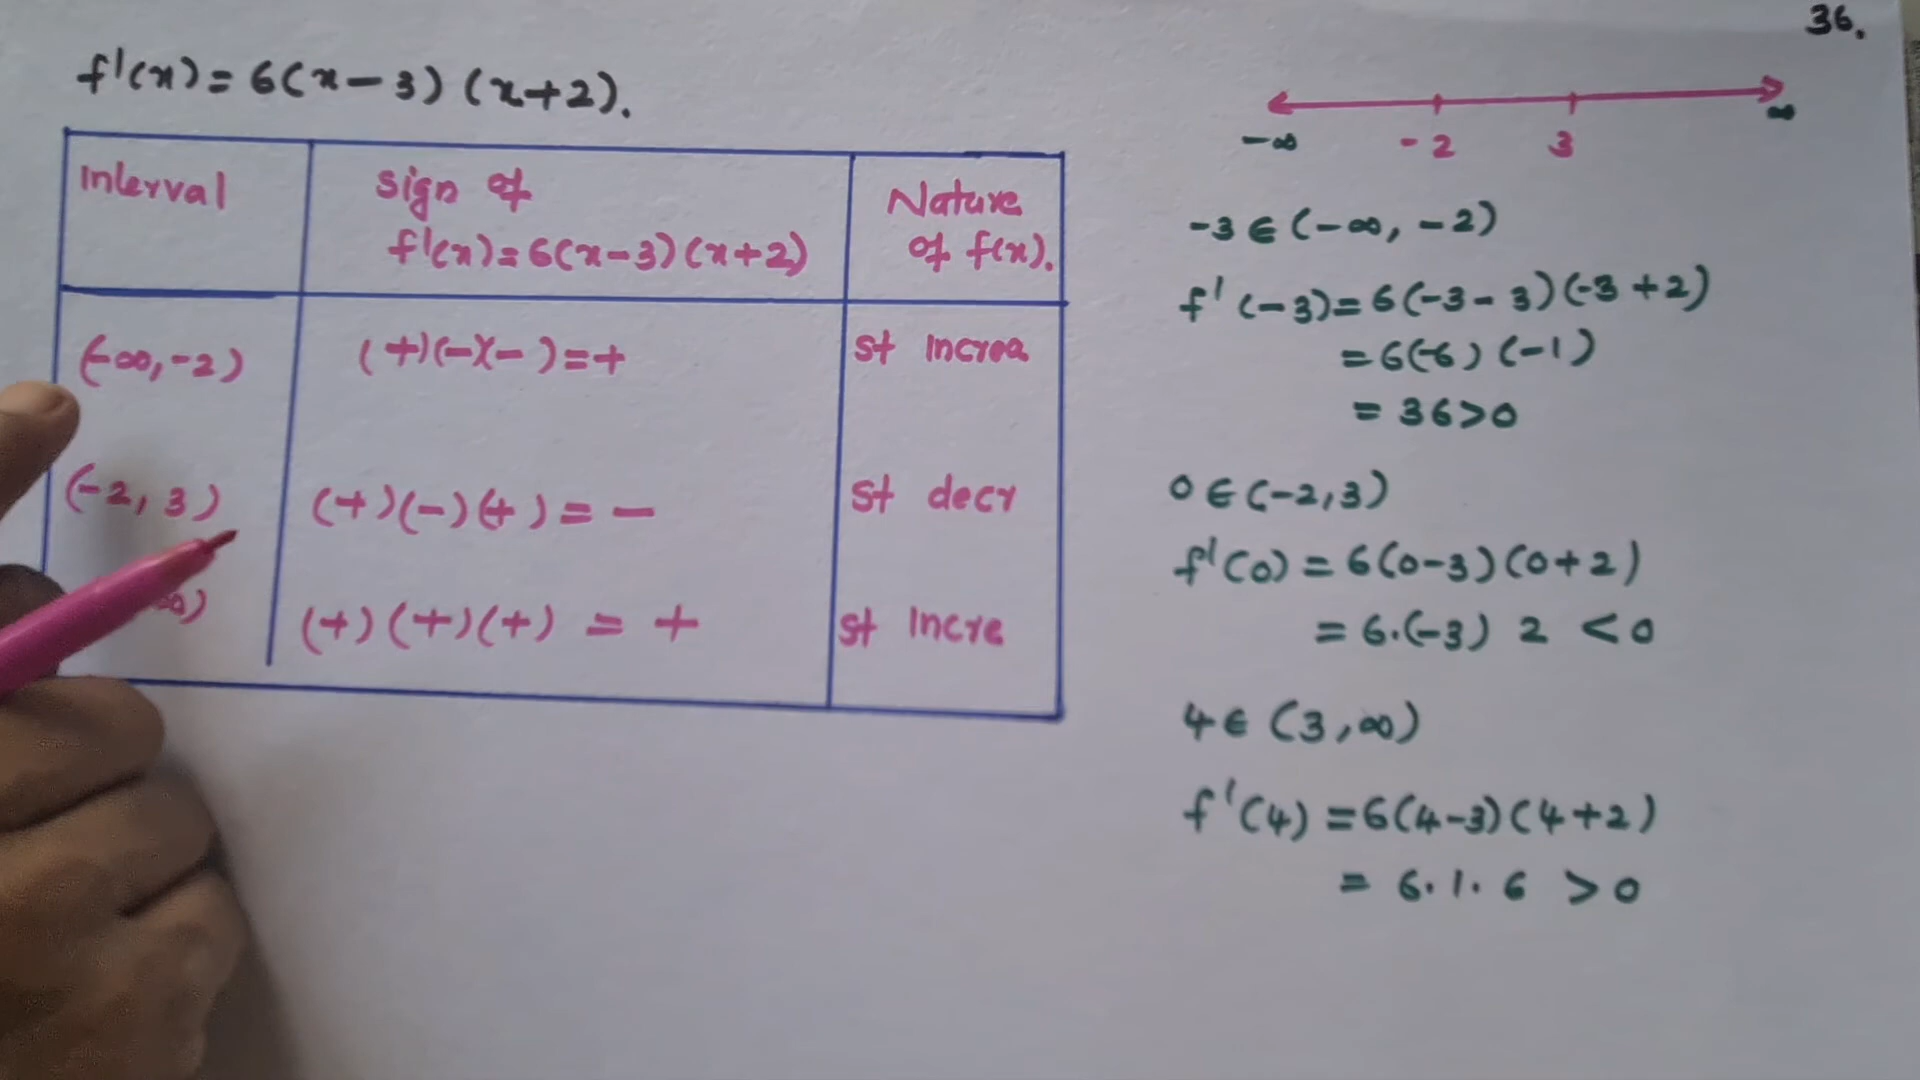 36.
f'(x) = 6(x-3) (x+2).
Interval
sign of
f'(x) = 6(x-3)(x+2)
Nature
of f(x).
(-∞, -2)
(+)(-)(-) = +
st Increa
(-2, 3)
(+)(-)(+) = -
st decr
∞)
(+)(+)(+) = +
st Incre
-∞ -2 3 ∞
-3 ∈ (-∞, -2)
f'(-3) = 6(-3-3)(-3+2)
= 6(-6)(-1)
= 36>0
0 ∈ (-2, 3)
f'(0) = 6(0-3)(0+2)
= 6.(-3) 2 <0
4 ∈ (3, ∞)
f'(4) = 6(4-3)(4+2)
= 6.1.6 >0